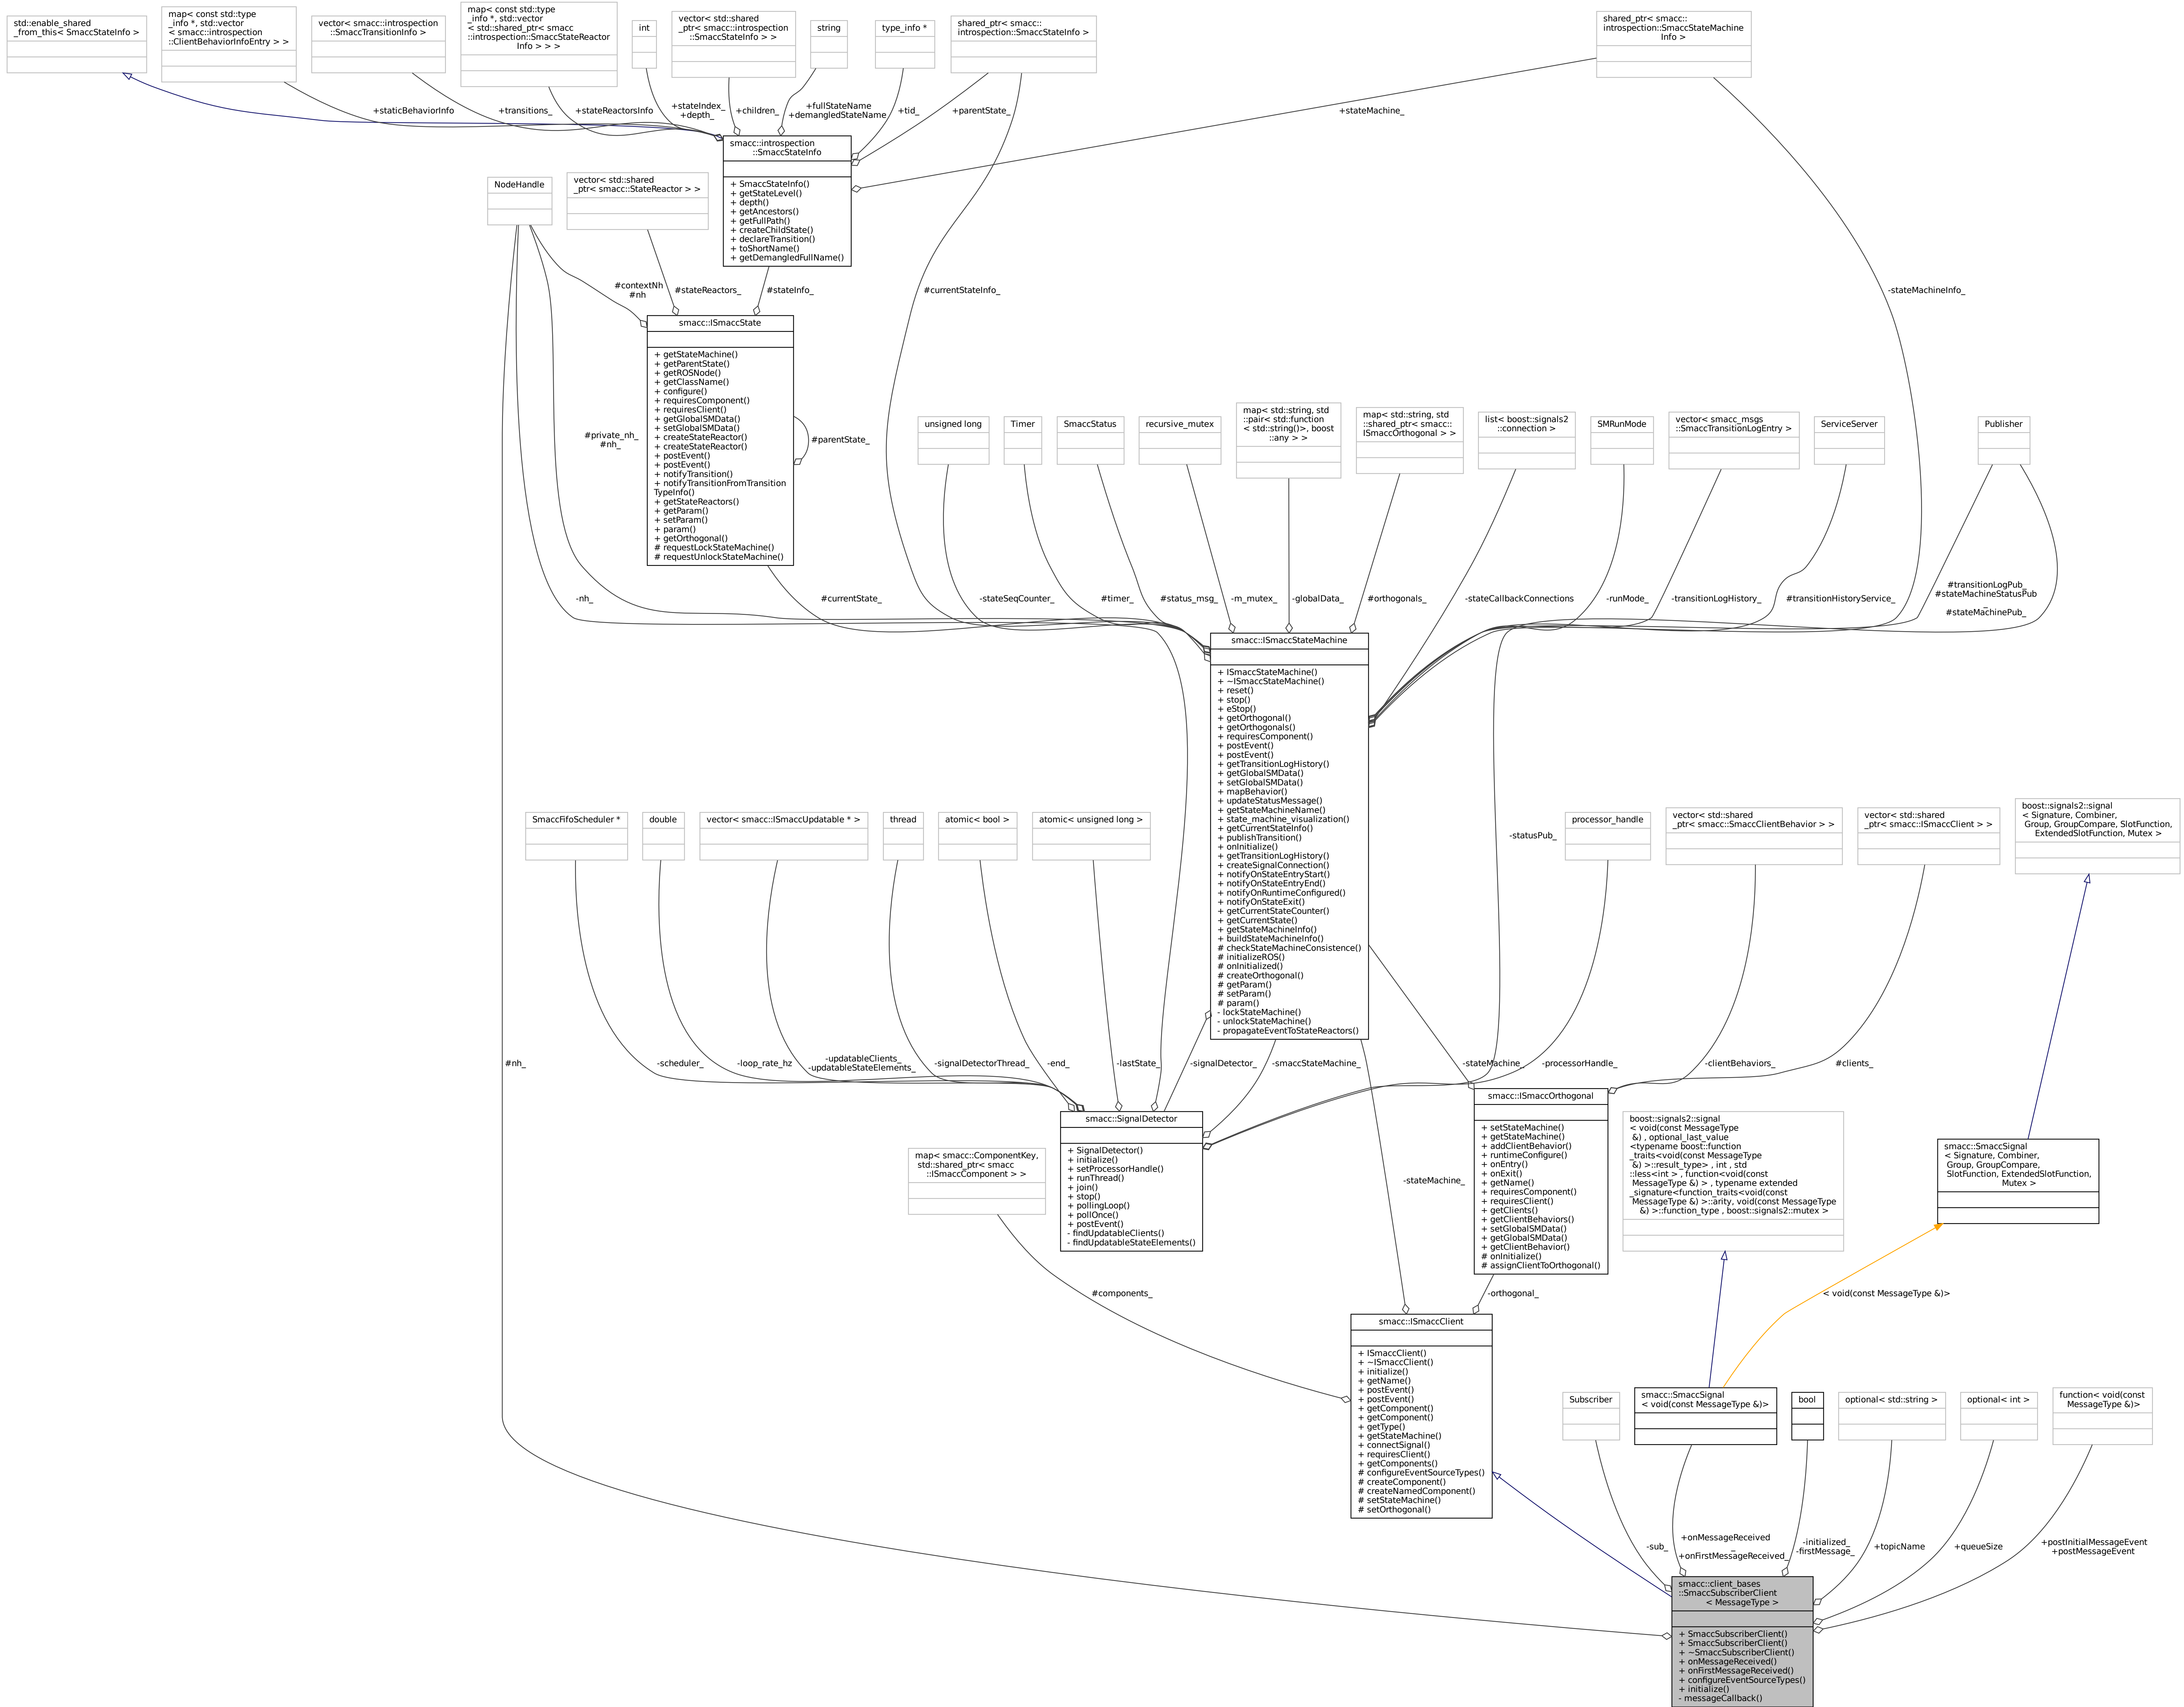 std::enable_shared
_from_this< SmaccStateInfo >
map< const std::type
_info *, std::vector
< smacc::introspection
::ClientBehaviorInfoEntry > >
vector< smacc::introspection
::SmaccTransitionInfo >
map< const std::type
_info *, std::vector
< std::shared_ptr< smacc
::introspection::SmaccStateReactor
Info > > >
int
vector< std::shared
_ptr< smacc::introspection
::SmaccStateInfo > >
string
type_info *
shared_ptr< smacc::
introspection::SmaccStateInfo >
shared_ptr< smacc::
introspection::SmaccStateMachine
Info >
+staticBehaviorInfo
+transitions_
+stateReactorsInfo
+stateIndex_
+depth_
+children_
+fullStateName
+demangledStateName
+tid_
+parentState_
+stateMachine_
smacc::introspection
::SmaccStateInfo
+ SmaccStateInfo()
+ getStateLevel()
+ depth()
+ getAncestors()
+ getFullPath()
+ createChildState()
+ declareTransition()
+ toShortName()
+ getDemangledFullName()
NodeHandle
vector< std::shared
_ptr< smacc::StateReactor > >
#contextNh
#nh
#stateReactors_
#stateInfo_
#currentStateInfo_
-stateMachineInfo_
smacc::ISmaccState
+ getStateMachine()
+ getParentState()
+ getROSNode()
+ getClassName()
+ configure()
+ requiresComponent()
+ requiresClient()
+ getGlobalSMData()
+ setGlobalSMData()
+ createStateReactor()
+ createStateReactor()
+ postEvent()
+ postEvent()
+ notifyTransition()
+ notifyTransitionFromTransition
TypeInfo()
+ getStateReactors()
+ getParam()
+ setParam()
+ param()
+ getOrthogonal()
# requestLockStateMachine()
# requestUnlockStateMachine()
#private_nh_
#nh_
#parentState_
unsigned long
Timer
SmaccStatus
recursive_mutex
map< std::string, std
::pair< std::function
< std::string()>, boost
::any > >
map< std::string, std
::shared_ptr< smacc::
ISmaccOrthogonal > >
list< boost::signals2
::connection >
SMRunMode
vector< smacc_msgs
::SmaccTransitionLogEntry >
ServiceServer
Publisher
-nh_
#currentState_
-stateSeqCounter_
#timer_
#status_msg_
-m_mutex_
-globalData_
#orthogonals_
-stateCallbackConnections
-runMode_
-transitionLogHistory_
#transitionHistoryService_
#transitionLogPub_
#stateMachineStatusPub
_
#stateMachinePub_
smacc::ISmaccStateMachine
+ ISmaccStateMachine()
+ ~ISmaccStateMachine()
+ reset()
+ stop()
+ eStop()
+ getOrthogonal()
+ getOrthogonals()
+ requiresComponent()
+ postEvent()
+ postEvent()
+ getTransitionLogHistory()
+ getGlobalSMData()
+ setGlobalSMData()
+ mapBehavior()
+ updateStatusMessage()
+ getStateMachineName()
+ state_machine_visualization()
+ getCurrentStateInfo()
+ publishTransition()
+ onInitialize()
+ getTransitionLogHistory()
+ createSignalConnection()
+ notifyOnStateEntryStart()
+ notifyOnStateEntryEnd()
+ notifyOnRuntimeConfigured()
+ notifyOnStateExit()
+ getCurrentStateCounter()
+ getCurrentState()
+ getStateMachineInfo()
+ buildStateMachineInfo()
# checkStateMachineConsistence()
# initializeROS()
# onInitialized()
# createOrthogonal()
# getParam()
# setParam()
# param()
- lockStateMachine()
- unlockStateMachine()
- propagateEventToStateReactors()
SmaccFifoScheduler *
double
vector< smacc::ISmaccUpdatable * >
thread
atomic< bool >
atomic< unsigned long >
-statusPub_
processor_handle
vector< std::shared
_ptr< smacc::SmaccClientBehavior > >
vector< std::shared
_ptr< smacc::ISmaccClient > >
boost::signals2::signal
< Signature, Combiner,
Group, GroupCompare, SlotFunction,
ExtendedSlotFunction, Mutex >
#nh_
-scheduler_
-loop_rate_hz
-updatableClients_
-updatableStateElements_
-signalDetectorThread_
-end_
-lastState_
-signalDetector_
-smaccStateMachine_
-stateMachine_
-processorHandle_
-clientBehaviors_
#clients_
smacc::SignalDetector
+ SignalDetector()
+ initialize()
+ setProcessorHandle()
+ runThread()
+ join()
+ stop()
+ pollingLoop()
+ pollOnce()
+ postEvent()
- findUpdatableClients()
- findUpdatableStateElements()
smacc::ISmaccOrthogonal
+ setStateMachine()
+ getStateMachine()
+ addClientBehavior()
+ runtimeConfigure()
+ onEntry()
+ onExit()
+ getName()
+ requiresComponent()
+ requiresClient()
+ getClients()
+ getClientBehaviors()
+ setGlobalSMData()
+ getGlobalSMData()
+ getClientBehavior()
# onInitialize()
# assignClientToOrthogonal()
boost::signals2::signal
< void(const MessageType
&) , optional_last_value
<typename boost::function
_traits<void(const MessageType
&) >::result_type> , int , std
::less<int > , function<void(const
MessageType &) > , typename extended
_signature<function_traits<void(const
MessageType &) >::arity, void(const MessageType
&) >::function_type , boost::signals2::mutex >
smacc::SmaccSignal
< Signature, Combiner,
Group, GroupCompare,
SlotFunction, ExtendedSlotFunction,
Mutex >
map< smacc::ComponentKey,
std::shared_ptr< smacc
::ISmaccComponent > >
-stateMachine_
#components_
-orthogonal_
< void(const MessageType &)>
smacc::ISmaccClient
+ ISmaccClient()
+ ~ISmaccClient()
+ initialize()
+ getName()
+ postEvent()
+ postEvent()
+ getComponent()
+ getComponent()
+ getType()
+ getStateMachine()
+ connectSignal()
+ requiresClient()
+ getComponents()
# configureEventSourceTypes()
# createComponent()
# createNamedComponent()
# setStateMachine()
# setOrthogonal()
Subscriber
smacc::SmaccSignal
< void(const MessageType &)>
bool
optional< std::string >
optional< int >
function< void(const
MessageType &)>
-sub_
+onMessageReceived
_
+onFirstMessageReceived_
-initialized_
-firstMessage_
+topicName
+queueSize
+postInitialMessageEvent
+postMessageEvent
smacc::client_bases
::SmaccSubscriberClient
< MessageType >
+ SmaccSubscriberClient()
+ SmaccSubscriberClient()
+ ~SmaccSubscriberClient()
+ onMessageReceived()
+ onFirstMessageReceived()
+ configureEventSourceTypes()
+ initialize()
- messageCallback()